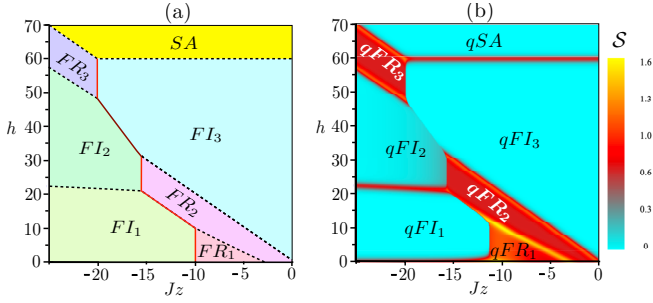 (a)
70
60
50
40
30
20
10
0
h
SA
FR3
FI3
FI2
FR2
FI1
FR1
-20 -15 -10 -5 0
Jz
(b)
70
60
50
40
30
20
10
0
h
qSA
qFR3
qFI3
qFI2
qFR2
qFI1
qFR1
-20 -15 -10 -5 0
Jz
S
1.6
1.3
1.0
0.6
0.3
0